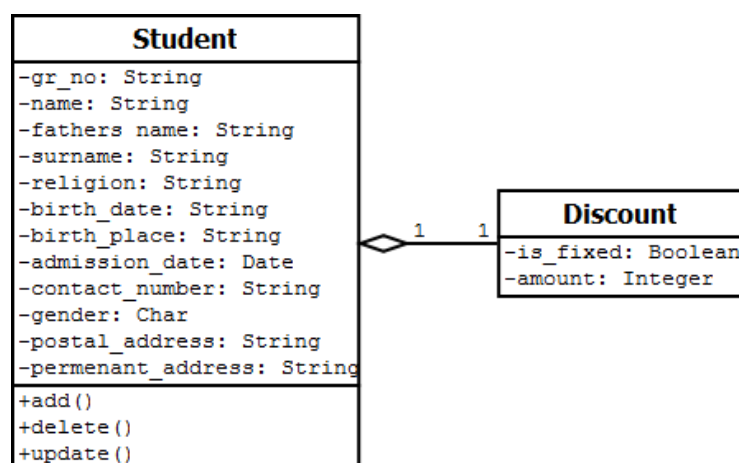 Student
-gr_no: String
-name: String
-fathers name: String
-surname: String
-religion: String
-birth_date: String
-birth_place: String
-admission_date: Date
-contact_number: String
-gender: Char
-postal_address: String
-permenant_address: String
+add()
+delete()
+update()
1 1
Discount
-is_fixed: Boolean
-amount: Integer